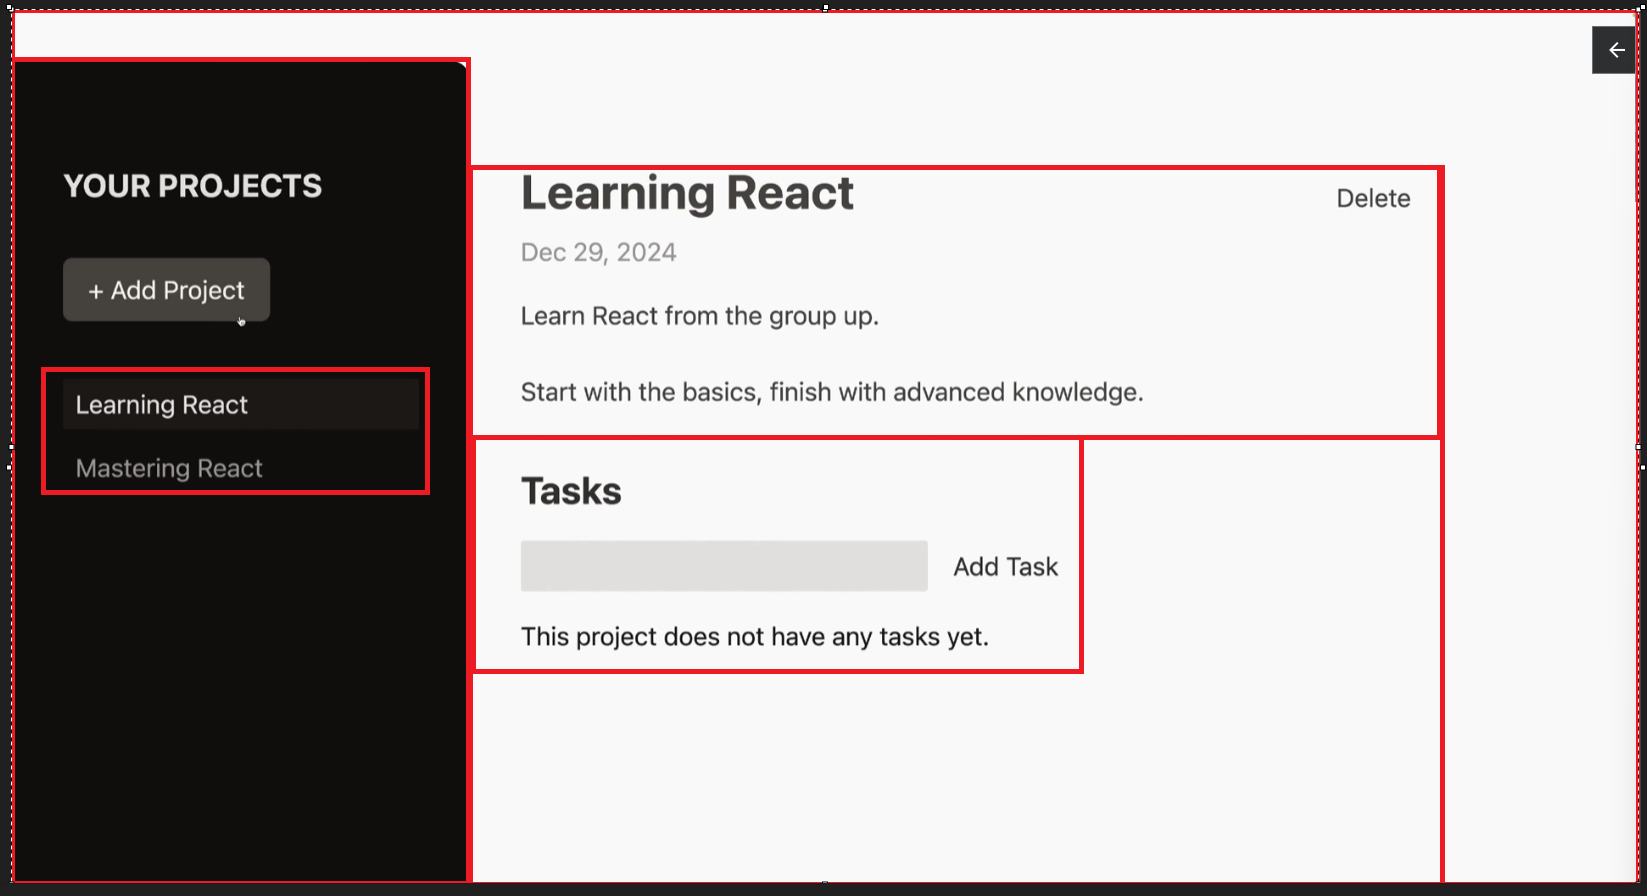 YOUR PROJECTS
+ Add Project
Learning React
Mastering React
Learning React
Delete
Dec 29, 2024
Learn React from the group up.
Start with the basics, finish with advanced knowledge.
Tasks
Add Task
This project does not have any tasks yet.